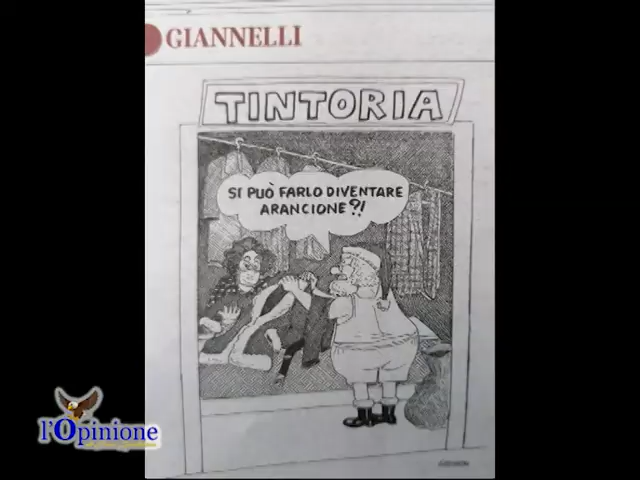 GIANNELLI
TINTORIA
SI PUÒ FARLO DIVENTARE
ARANCIONE?!
l'Opinione